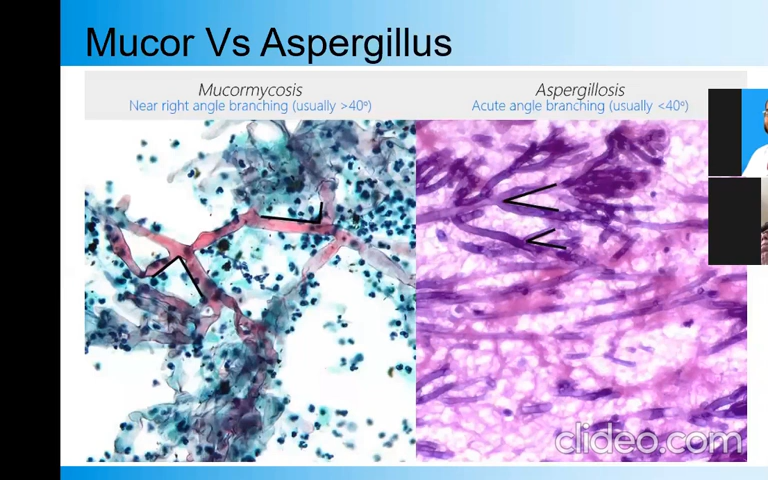 Mucor Vs Aspergillus
Mucormycosis
Near right angle branching (usually >40º)
Aspergillosis
Acute angle branching (usually <40º)
clideo.com